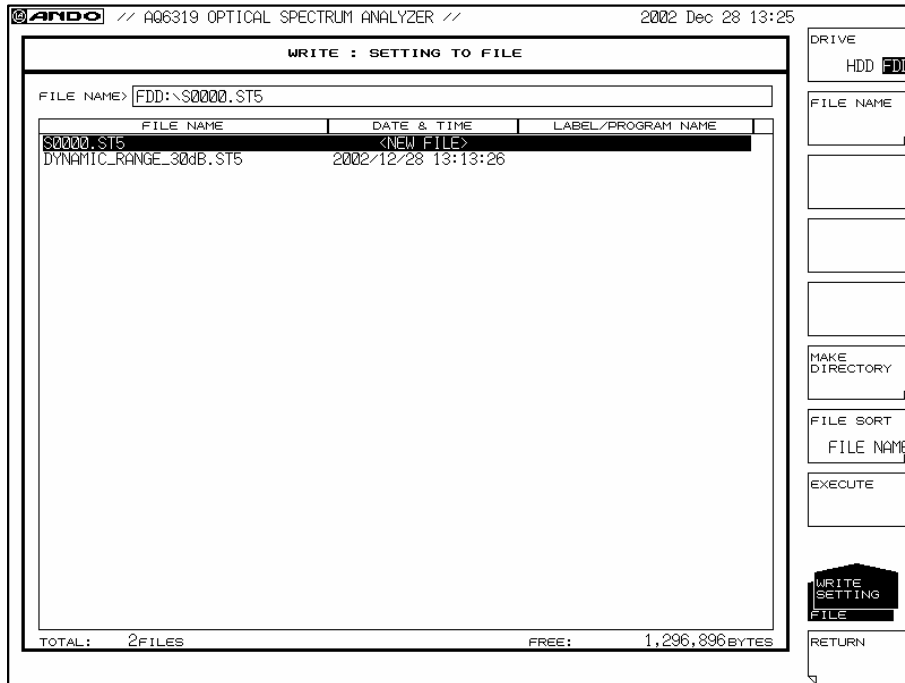 ANDO // AQ6319 OPTICAL SPECTRUM ANALYZER // 2002 Dec 28 13:25
WRITE : SETTING TO FILE
FILE NAME> FDD:\S0000.ST5
FILE NAME DATE & TIME LABEL/PROGRAM NAME
S0000.ST5 <NEW FILE>
DYNAMIC_RANGE_30dB.ST5 2002/12/28 13:13:26
TOTAL: 2FILES FREE: 1,296,896BYTES
DRIVE
HDD FDD
FILE NAME
MAKE
DIRECTORY
FILE SORT
FILE NAME
EXECUTE
WRITE
SETTING
FILE
RETURN